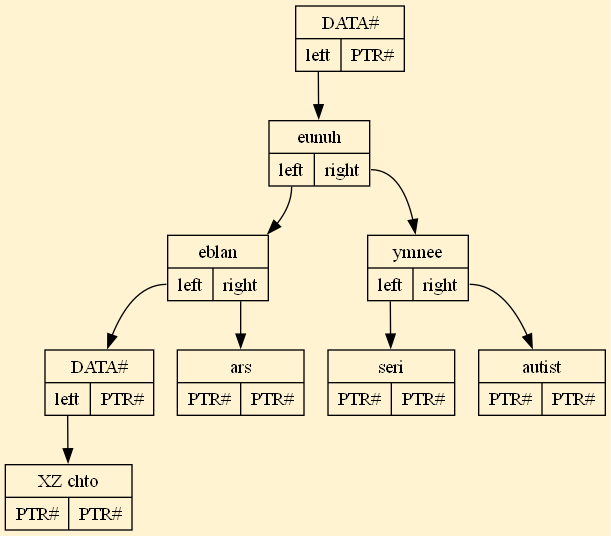 DATA#
left PTR#
eunuh
left right
eblan ymnee
left right left right
DATA# ars seri autist
left PTR# PTR# PTR# PTR# PTR# PTR# PTR#
XZ chto
PTR# PTR#